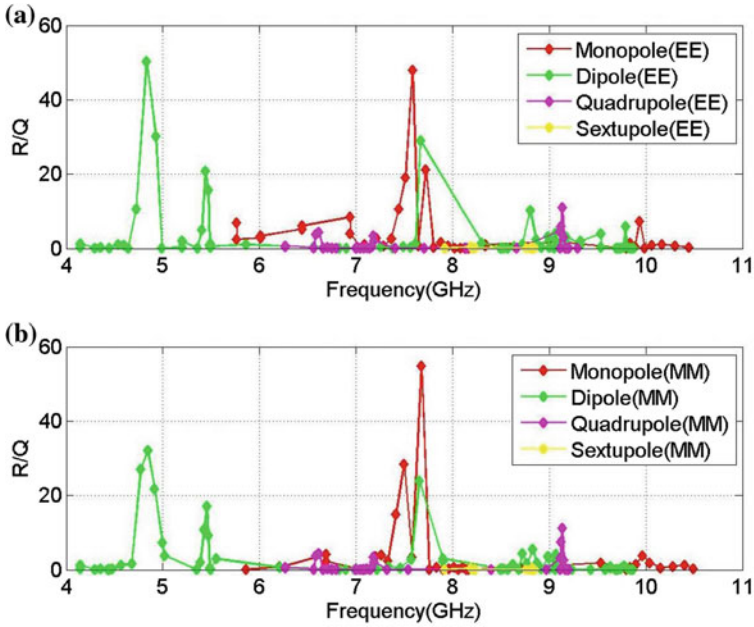 (a)
60
40
20
0
R/Q
Monopole(EE)
Dipole(EE)
Quadrupole(EE)
Sextupole(EE)
4 5 6 7 8 9 10 11
Frequency(GHz)
(b)
60
40
20
0
R/Q
Monopole(MM)
Dipole(MM)
Quadrupole(MM)
Sextupole(MM)
4 5 6 7 8 9 10 11
Frequency(GHz)